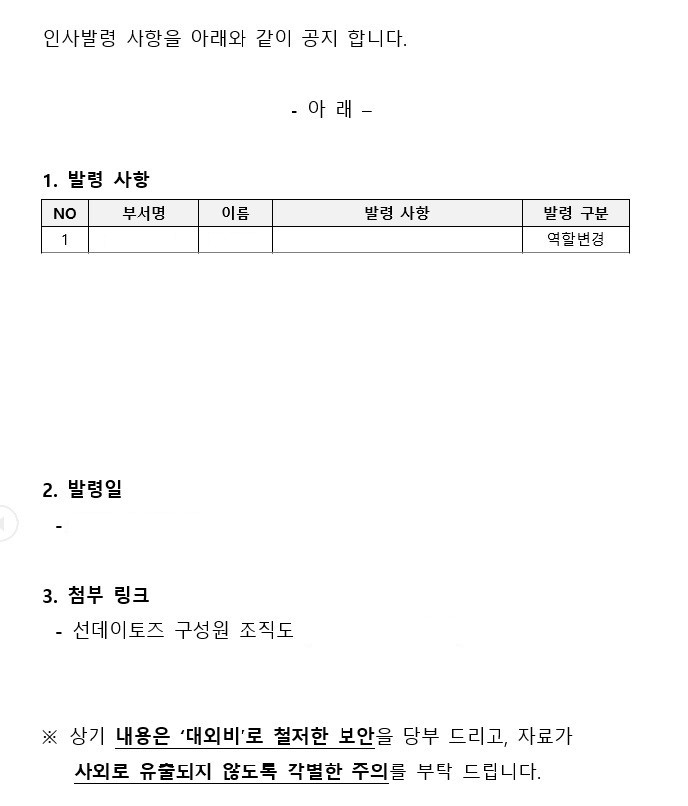 인사발령 사항을 아래와 같이 공지 합니다.
- 아 래 –
1. 발령 사항
NO 부서명 이름 발령 사항 발령 구분
1 역할변경
2. 발령일
-
3. 첨부 링크
- 선데이토즈 구성원 조직도
※ 상기 내용은 ‘대외비’로 철저한 보안을 당부 드리고, 자료가
사외로 유출되지 않도록 각별한 주의를 부탁 드립니다.